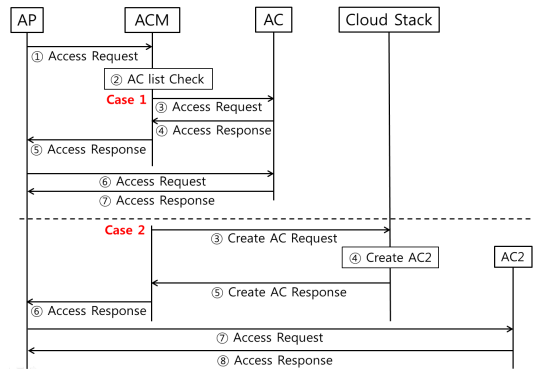 AP ACM AC Cloud Stack
① Access Request
② AC list Check
Case 1
③ Access Request
④ Access Response
⑤ Access Response
⑥ Access Request
⑦ Access Response
Case 2
③ Create AC Request
④ Create AC2
AC2
⑤ Create AC Response
⑥ Access Response
⑦ Access Request
⑧ Access Response